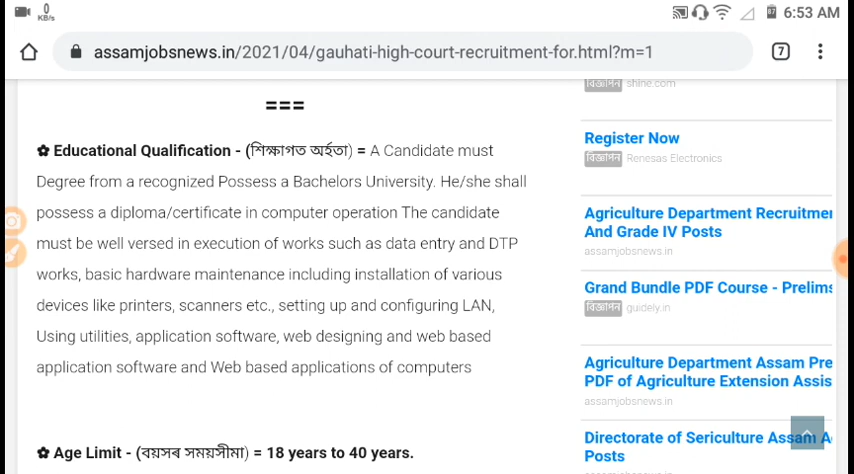 0
KB/s
87
6:53 AM
assamjobsnews.in/2021/04/gauhati-high-court-recruitment-for.html?m=1
7
===
✿ Educational Qualification - (শিক্ষাগত অৰ্হতা) = A Candidate must
Degree from a recognized Possess a Bachelors University. He/she shall
possess a diploma/certificate in computer operation The candidate
must be well versed in execution of works such as data entry and DTP
works, basic hardware maintenance including installation of various
devices like printers, scanners etc., setting up and configuring LAN,
Using utilities, application software, web designing and web based
application software and Web based applications of computers
✿ Age Limit - (বয়সৰ সময়সীমা) = 18 years to 40 years.
বিজ্ঞাপন shine.com
Register Now
বিজ্ঞাপন Renesas Electronics
Agriculture Department Recruitmen
And Grade IV Posts
assamjobsnews.in
Grand Bundle PDF Course - Prelims
বিজ্ঞাপন guidely.in
Agriculture Department Assam Pre
PDF of Agriculture Extension Assis
assamjobsnews.in
Directorate of Sericulture Assam A
Posts
assamjobsnews.in